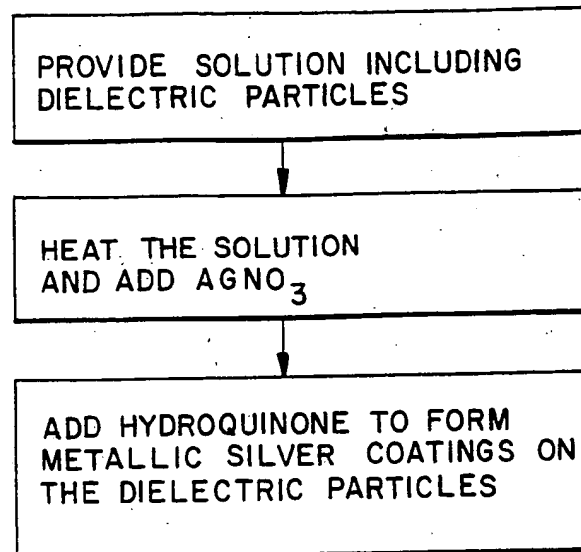 PROVIDE SOLUTION INCLUDING
DIELECTRIC PARTICLES
HEAT THE SOLUTION
AND ADD AGNO₃
ADD HYDROQUINONE TO FORM
METALLIC SILVER COATINGS ON
THE DIELECTRIC PARTICLES